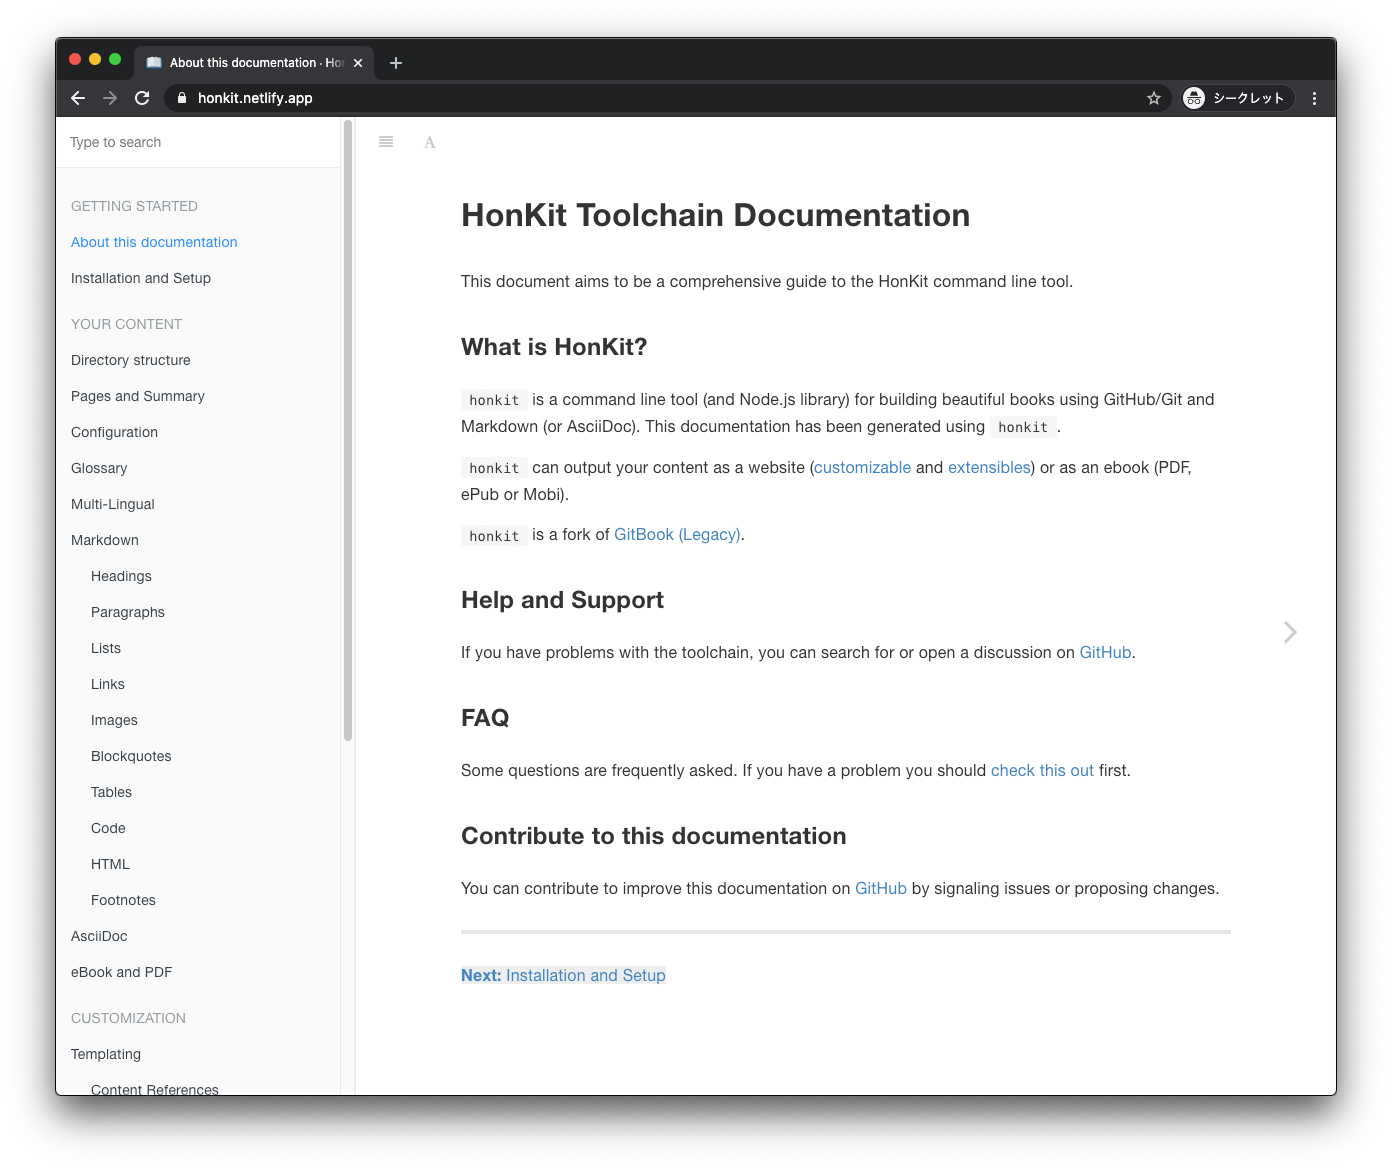 About this documentation · Hon
honkit.netlify.app
シークレット
Type to search
A
GETTING STARTED
About this documentation
Installation and Setup
YOUR CONTENT
Directory structure
Pages and Summary
Configuration
Glossary
Multi-Lingual
Markdown
Headings
Paragraphs
Lists
Links
Images
Blockquotes
Tables
Code
HTML
Footnotes
AsciiDoc
eBook and PDF
CUSTOMIZATION
Templating
Content References
HonKit Toolchain Documentation
This document aims to be a comprehensive guide to the HonKit command line tool.
What is HonKit?
honkit is a command line tool (and Node.js library) for building beautiful books using GitHub/Git and
Markdown (or AsciiDoc). This documentation has been generated using honkit .
honkit can output your content as a website (customizable and extensibles) or as an ebook (PDF,
ePub or Mobi).
honkit is a fork of GitBook (Legacy).
Help and Support
If you have problems with the toolchain, you can search for or open a discussion on GitHub.
FAQ
Some questions are frequently asked. If you have a problem you should check this out first.
Contribute to this documentation
You can contribute to improve this documentation on GitHub by signaling issues or proposing changes.
Next: Installation and Setup